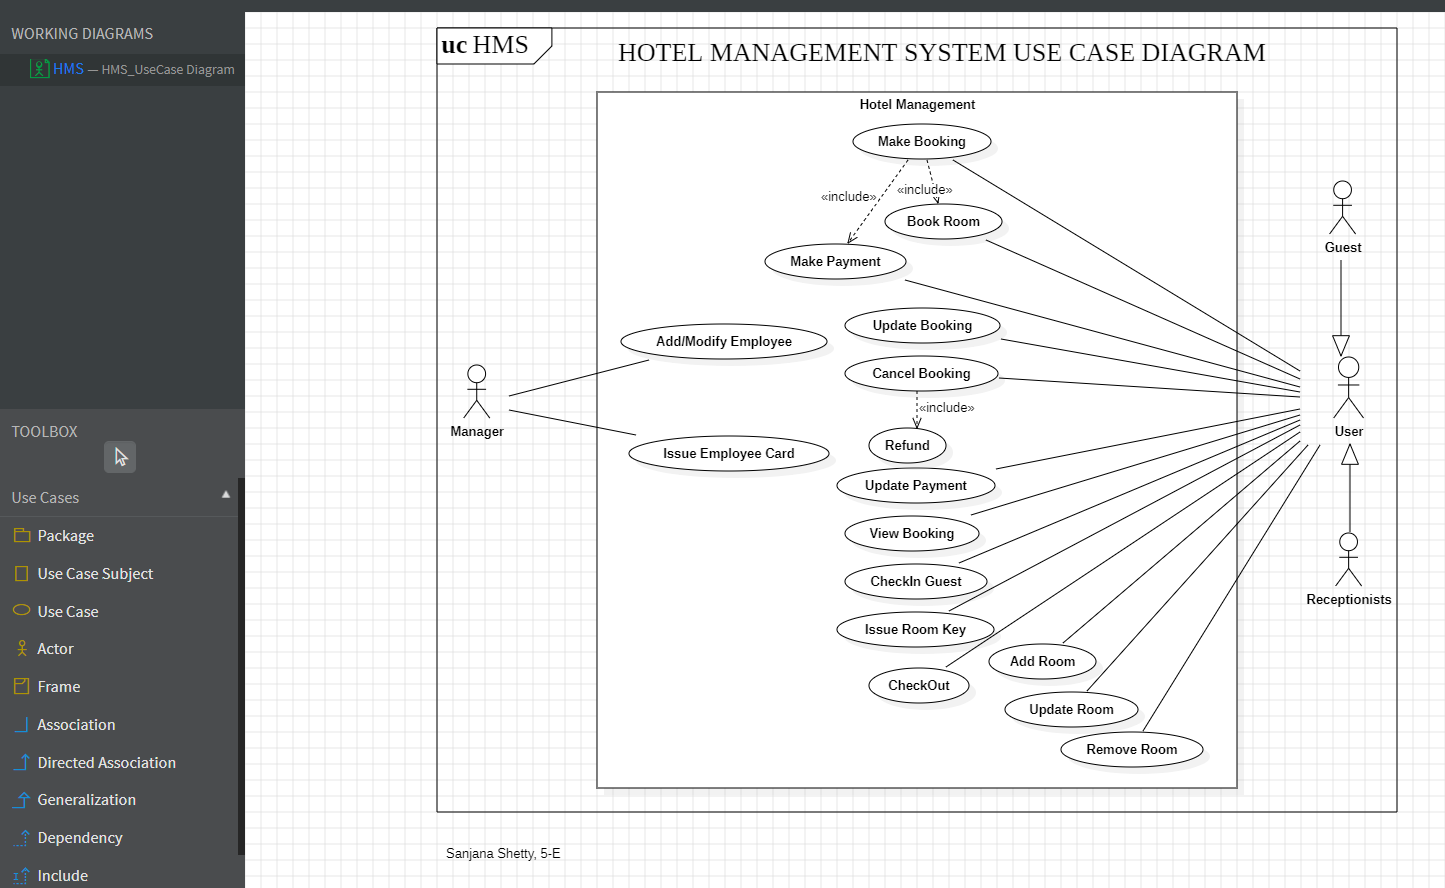 WORKING DIAGRAMS
HMS — HMS_UseCase Diagram
TOOLBOX
Use Cases
Package
Use Case Subject
Use Case
Actor
Frame
Association
Directed Association
Generalization
Dependency
Include
uc HMS
HOTEL MANAGEMENT SYSTEM USE CASE DIAGRAM
Hotel Management
Make Booking
«include»
«include»
Book Room
Make Payment
Update Booking
Add/Modify Employee
Cancel Booking
«include»
Refund
Issue Employee Card
Update Payment
View Booking
CheckIn Guest
Issue Room Key
Add Room
CheckOut
Update Room
Remove Room
Manager
Guest
User
Receptionists
Sanjana Shetty, 5-E